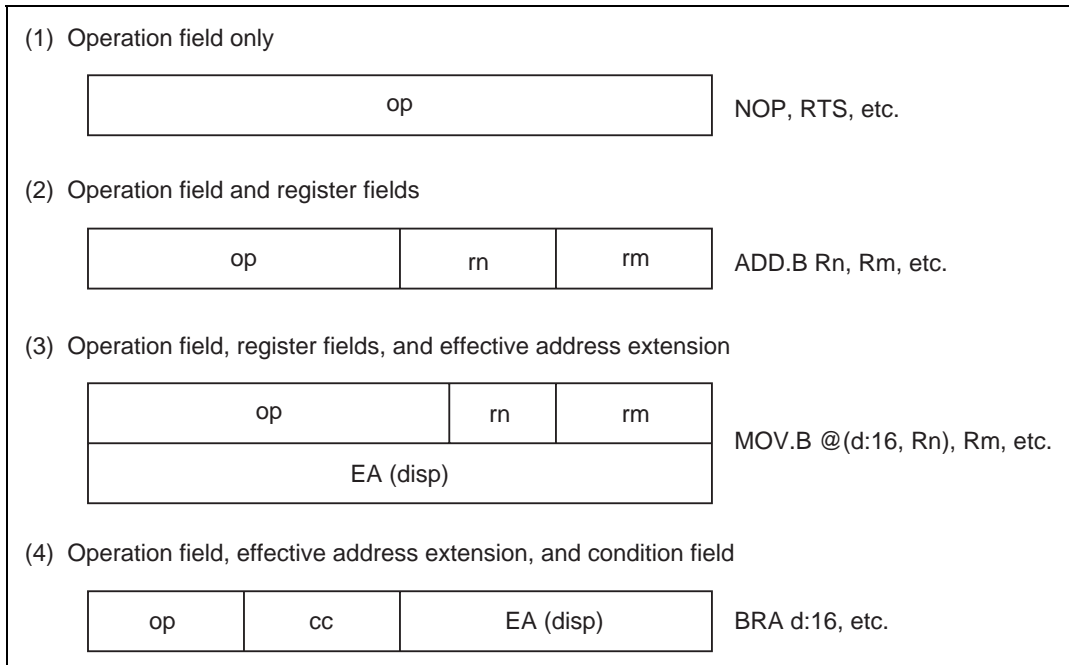 (1) Operation field only
op
NOP, RTS, etc.
(2) Operation field and register fields
op rn rm
ADD.B Rn, Rm, etc.
(3) Operation field, register fields, and effective address extension
op rn rm
EA (disp)
MOV.B @(d:16, Rn), Rm, etc.
(4) Operation field, effective address extension, and condition field
op cc EA (disp)
BRA d:16, etc.